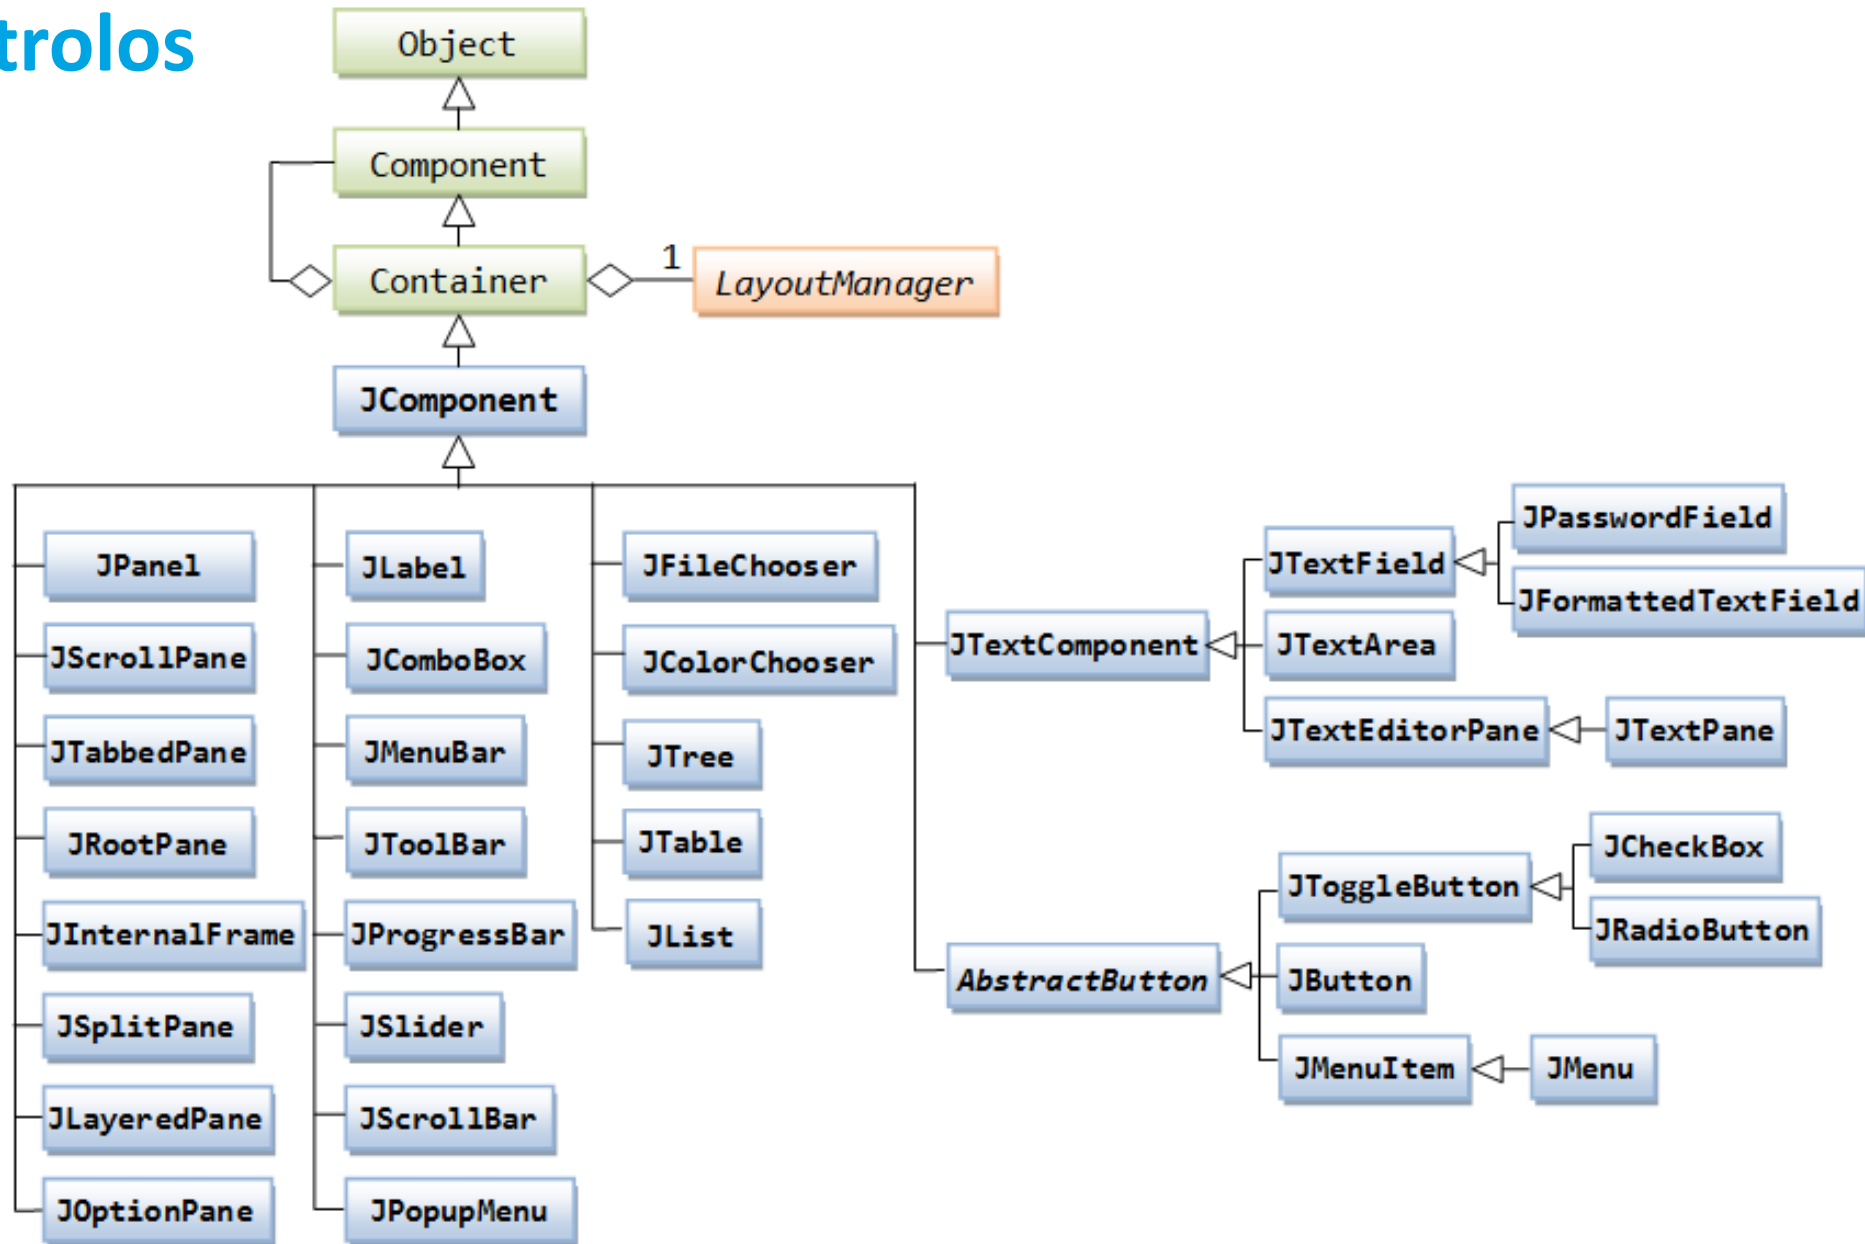 trolos
Object
Component
Container
1
LayoutManager
JComponent
JPanel
JScrollPane
JTabbedPane
JRootPane
JInternalFrame
JSplitPane
JLayeredPane
JOptionPane
JLabel
JComboBox
JMenuBar
JToolBar
JProgressBar
JSlider
JScrollBar
JPopupMenu
JFileChooser
JColorChooser
JTree
JTable
JList
JTextComponent
JTextField
JPasswordField
JFormattedTextField
JTextArea
JTextEditorPane
JTextPane
AbstractButton
JToggleButton
JCheckBox
JRadioButton
JButton
JMenuItem
JMenu